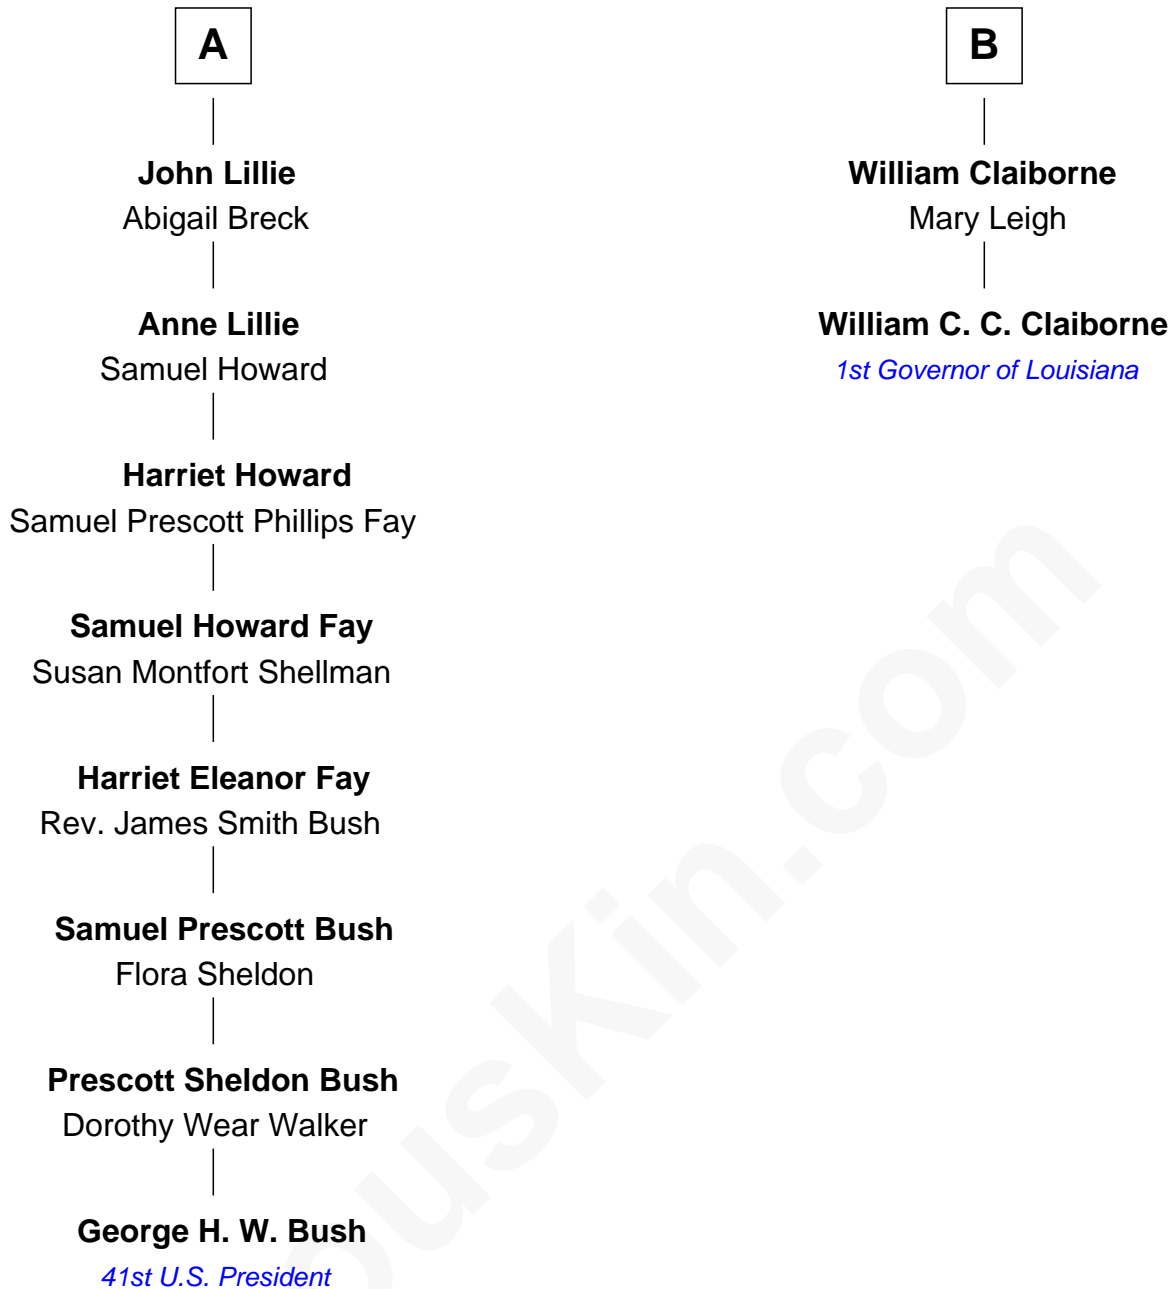 A
John Lillie
Abigail Breck
Anne Lillie
Samuel Howard
Harriet Howard
Samuel Prescott Phillips Fay
Samuel Howard Fay
Susan Montfort Shellman
Harriet Eleanor Fay
Rev. James Smith Bush
Samuel Prescott Bush
Flora Sheldon
Prescott Sheldon Bush
Dorothy Wear Walker
George H. W. Bush
41st U.S. President
B
William Claiborne
Mary Leigh
William C. C. Claiborne
1st Governor of Louisiana
ousKin.com